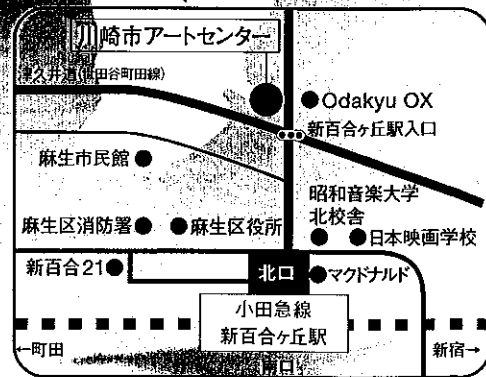 川崎市アートセンター
津久井道(世田谷町田線)
Odakyu OX
新百合ヶ丘駅入口
麻生市民館
昭和音楽大学
北校舎
麻生区消防署
麻生区役所
日本映画学校
新百合21
北口
マクドナルド
小田急線
新百合ヶ丘駅
←町田
新宿→
南口